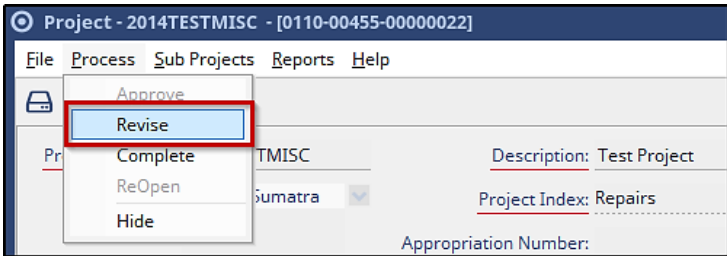 Project - 2014TESTMISC - [0110-00455-00000022]
File Process Sub Projects Reports Help
Approve
Revise
Complete
ReOpen
Hide
TMISC
Sumatra
Description: Test Project
Project Index: Repairs
Appropriation Number: